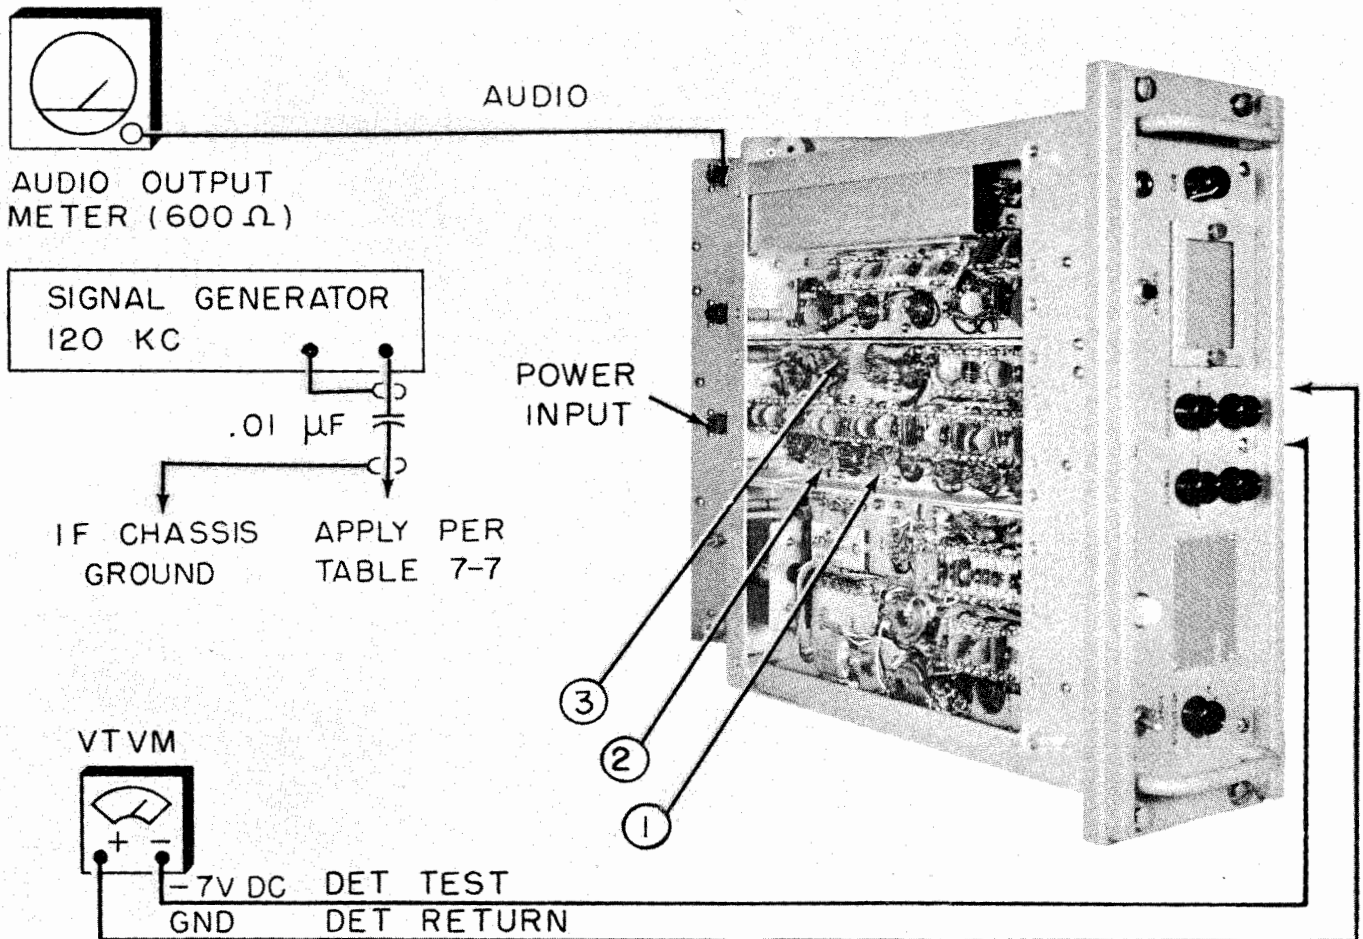 AUDIO
AUDIO OUTPUT
METER (600 Ω)
SIGNAL GENERATOR
120 KC
.01 μF
POWER
INPUT
IF CHASSIS
GROUND
APPLY PER
TABLE 7-7
3
2
1
VTVM
+ −
-7V DC DET TEST
GND DET RETURN